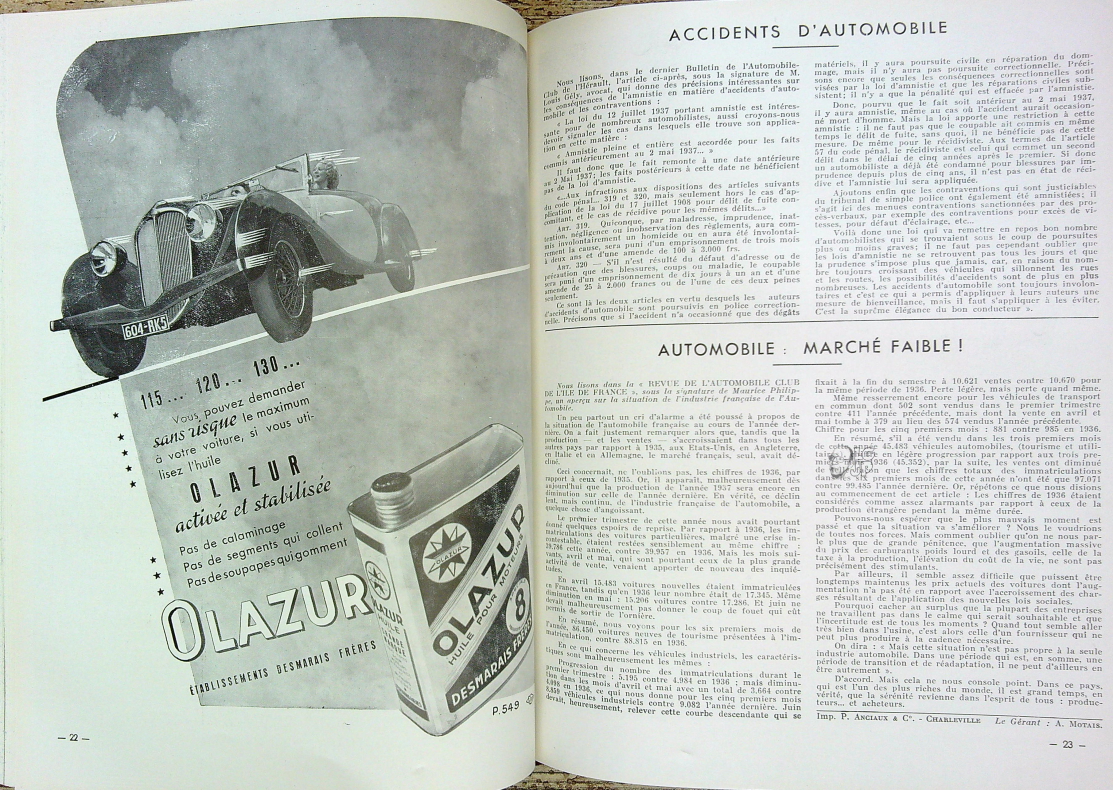 604-RK5
115... 120... 130...
Vous pouvez demander
sans risque le maximum
à votre voiture, si vous uti-
lisez l'huile
OLAZUR
activée et stabilisée
Pas de calaminage
Pas de segments qui collent
Pas de soupapes qui gomment
OLAZUR
ÉTABLISSEMENTS DESMARAIS FRÈRES
OLAZUR
OLAZUR
HUILE POUR MOTEURS
8
DESMARAIS FRÈRES
P.549
— 22 —
ACCIDENTS D'AUTOMOBILE
Nous lisons, dans le dernier Bulletin de l'Automobile-
Club de l'Hérault, l'article ci-après, sous la signature de M.
Louis Gély, avocat, qui donne des précisions intéressantes sur
les conséquences de l'amnistie en matière d'accidents d'auto-
mobile et les contraventions :
« La loi du 12 juillet 1937 portant amnistie est intéres-
sante pour de nombreux automobilistes, aussi croyons-nous
devoir signaler les cas dans lesquels elle trouve son applica-
tion en cette matière :
« Amnistie pleine et entière est accordée pour les faits
commis antérieurement au 2 mai 1937... »
Il faut donc que le fait remonte à une date antérieure
au 2 Mai 1937; les faits postérieurs à cette date ne bénéficient
pas de la loi d'amnistie.
«...Aux infractions aux dispositions des articles suivants
du code pénal... 319 et 320, mais seulement hors le cas d'ap-
plication de la loi du 17 juillet 1908 pour délit de fuite con-
comitant, et le cas de récidive pour les mêmes délits...»
ART. 319. Quiconque, par maladresse, imprudence, inat-
tention, négligence ou inobservation des règlements, aura com-
mis involontairement un homicide ou en aura été involontai-
rement la cause, sera puni d'un emprisonnement de trois mois
à deux ans et d'une amende de 100 à 3.000 frs.
ART. 320 — S'il n'est résulté du défaut d'adresse ou de
précaution que des blessures, coups ou maladie, le coupable
sera puni d'un emprisonnement de dix jours à un an et d'une
amende de 25 à 2.000 francs ou de l'une de ces deux peines
seulement.
Ce sont là les deux articles en vertu desquels les auteurs
d'accidents d'automobile sont poursuivis en police correction-
nelle. Précisons que si l'accident n'a occasionné que des dégâts
matériels, il y aura poursuite civile en réparation du dom-
mage, mais il n'y aura pas poursuite correctionnelle. Préci-
sons encore que seules les conséquences correctionnelles sont
visées par la loi d'amnistie et que les réparations civiles sub-
sistent; il n'y a que la pénalité qui est effacée par l'amnistie.
Donc, pourvu que le fait soit antérieur au 2 mai 1937,
il y aura amnistie, même au cas où l'accident aurait occasion-
né mort d'homme. Mais la loi apporte une restriction à cette
amnistie : il ne faut pas que le coupable ait commis en même
temps le délit de fuite, sans quoi, il ne bénéficie pas de cette
mesure. De même pour le récidiviste. Aux termes de l'article
57 du code pénal, le récidiviste est celui qui commet un second
délit dans le délai de cinq années après le premier. Si donc
un automobiliste a déjà été condamné pour blessures par im-
prudence depuis plus de cinq ans, il n'est pas en état de réci-
dive et l'amnistie lui sera appliquée.
Ajoutons enfin que les contraventions qui sont justiciables
du tribunal de simple police ont également été amnistiées; il
s'agit ici des menues contraventions sanctionnées par des pro-
cès-verbaux, par exemple des contraventions pour excès de vi-
tesses, pour défaut d'éclairage, etc...
Voilà donc une loi qui va remettre en repos bon nombre
d'automobilistes qui se trouvaient sous le coup de poursuites
plus ou moins graves; il ne faut pas cependant oublier que
les lois d'amnistie ne se retrouvent pas tous les jours et que
la prudence s'impose plus que jamais, car, en raison du nom-
bre toujours croissant des véhicules qui sillonnent les rues
et les routes, les possibilités d'accidents sont de plus en plus
nombreuses. Les accidents d'automobile sont toujours involon-
taires et c'est ce qui a permis d'appliquer à leurs auteurs une
mesure de bienveillance, mais il faut s'appliquer à les éviter.
C'est la suprême élégance du bon conducteur ».
AUTOMOBILE : MARCHÉ FAIBLE !
Nous lisons dans la « REVUE DE L'AUTOMOBILE CLUB
DE L'ILE DE FRANCE », sous la signature de Maurice Philip-
pe, un aperçu sur la situation de l'industrie française de l'Au-
tomobile.
Un peu partout un cri d'alarme a été poussé à propos de
la situation de l'automobile française au cours de l'année der-
nière. On a fait justement remarquer alors que, tandis que la
production — et les ventes — s'accroissaient dans tous les
autres pays par rapport à 1935, aux Etats-Unis, en Angleterre,
en Italie et en Allemagne, le marché français, seul, avait dé-
cliné.
Ceci concernait, ne l'oublions pas, les chiffres de 1936, par
rapport à ceux de 1935. Or, il apparaît, malheureusement dès
aujourd'hui que la production de l'année 1937 sera encore en
diminution sur celle de l'année dernière. En vérité, ce déclin
lent, mais continu, de l'industrie française de l'automobile, a
quelque chose d'angoissant.
Le premier trimestre de cette année nous avait pourtant
donné quelques espoirs de reprise. Par rapport à 1936, les im-
matriculations des voitures particulières, malgré une crise in-
contestable, étaient restées sensiblement au même chiffre :
39.786 cette année, contre 39.957 en 1936. Mais les mois sui-
vants, avril et mai, qui sont pourtant ceux de la plus grande
activité de vente, venaient apporter de nouveau des inquié-
tudes.
En avril 15.483 voitures nouvelles étaient immatriculées
en France, tandis qu'en 1936 leur nombre était de 17.345. Même
diminution en mai : 15.206 voitures contre 17.286. Et juin ne
devait malheureusement pas donner le coup de fouet qui eût
permis de sortir de l'ornière.
En résumé, nous voyons pour les six premiers mois de
l'année, 86.450 voitures neuves de tourisme présentées à l'im-
matriculation, contre 88.815 en 1936.
En ce qui concerne les véhicules industriels, les caractéris-
tiques sont malheureusement les mêmes :
Progression du nombre des immatriculations durant le
premier trimestre : 5.195 contre 4.984 en 1936 ; mais diminu-
tion dans les mois d'avril et mai avec un total de 3.664 contre
4.098 en 1936, ce qui nous donne pour les cinq premiers mois
8.859 véhicules industriels contre 9.082 l'année dernière. Juin
devait, heureusement, relever cette courbe descendante qui se
fixait à la fin du semestre à 10.621 ventes contre 10.670 pour
la même période de 1936. Perte légère, mais perte quand même.
Même resserrement encore pour les véhicules de transport
en commun dont 502 sont vendus dans le premier trimestre
contre 411 l'année précédente, mais dont la vente en avril et
mai tombe à 379 au lieu des 574 vendus l'année précédente.
Chiffre pour les cinq premiers mois : 881 contre 985 en 1936.
En résumé, s'il a été vendu dans les trois premiers mois
de cette année 45.483 véhicules automobiles, (tourisme et utili-
en légère progression par rapport aux trois pre-
1936 (45.352), par la suite, les ventes ont diminué
que les chiffres totaux des immatriculations
dans les six premiers mois de cette année n'ont été que 97.071
contre 99.485 l'année dernière. Or, répétons ce que nous disions
au commencement de cet article : Les chiffres de 1936 étaient
considérés comme assez alarmants par rapport à ceux de la
production étrangère pendant la même durée.
Pouvons-nous espérer que le plus mauvais moment est
passé et que la situation va s'améliorer ? Nous le voudrions
de toutes nos forces. Mais comment oublier qu'on ne nous par-
le plus que de grande pénitence, que l'augmentation massive
du prix des carburants poids lourd et des gasoils, celle de la
taxe à la production, l'élévation du coût de la vie, ne sont pas
précisément des stimulants.
Par ailleurs, il semble assez difficile que puissent être
longtemps maintenus les prix actuels des voitures dont l'aug-
mentation n'a pas été en rapport avec l'accroissement des char-
ges résultant de l'application des nouvelles lois sociales.
Pourquoi cacher au surplus que la plupart des entreprises
ne travaillent pas dans le calme qui serait souhaitable et que
l'incertitude est de tous les moments ? Quand tout semble aller
très bien dans l'usine, c'est alors celle d'un fournisseur qui ne
peut plus produire à la cadence nécessaire.
On dira : « Mais cette situation n'est pas propre à la seule
industrie automobile. Dans une période qui est, en somme, une
période de transition et de réadaptation, il ne peut d'ailleurs en
être autrement ».
D'accord. Mais cela ne nous console point. Dans ce pays,
qui est l'un des plus riches du monde, il est grand temps, en
vérité, que la sérénité revienne dans l'esprit de tous : produc-
teurs... et acheteurs.
Imp. P. ANCIAUX & Cie. - CHARLEVILLE Le Gérant : A. MOTAIS.
— 23 —